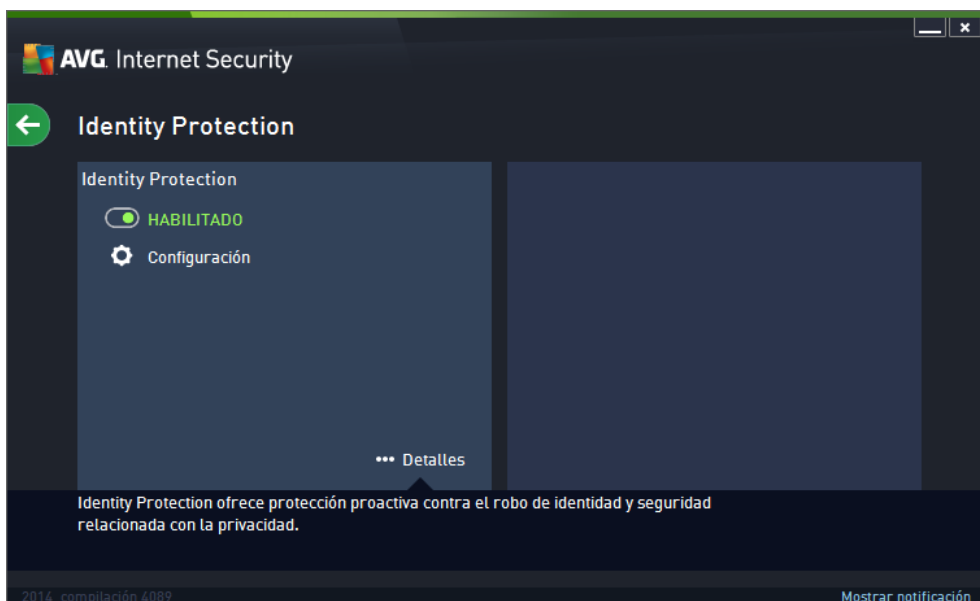 AVG. Internet Security
Identity Protection
Identity Protection
HABILITADO
Configuración
••• Detalles
Identity Protection ofrece protección proactiva contra el robo de identidad y seguridad
relacionada con la privacidad.
2014 compilación 4089
Mostrar notificación